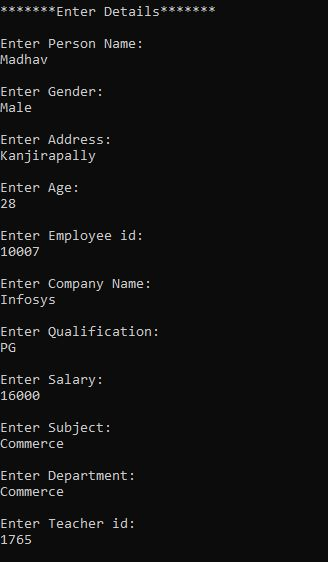 *******Enter Details*******
Enter Person Name:
Madhav
Enter Gender:
Male
Enter Address:
Kanjirapally
Enter Age:
28
Enter Employee id:
10007
Enter Company Name:
Infosys
Enter Qualification:
PG
Enter Salary:
16000
Enter Subject:
Commerce
Enter Department:
Commerce
Enter Teacher id:
1765